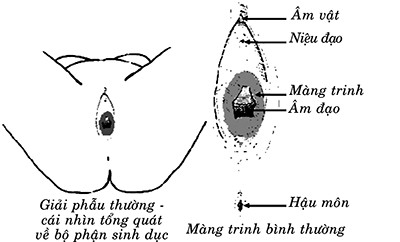 Âm vật
Niệu đạo
Màng trinh
Âm đạo
Hậu môn
Giải phẫu thường -
cái nhìn tổng quát
về bộ phận sinh dục
Màng trinh bình thường